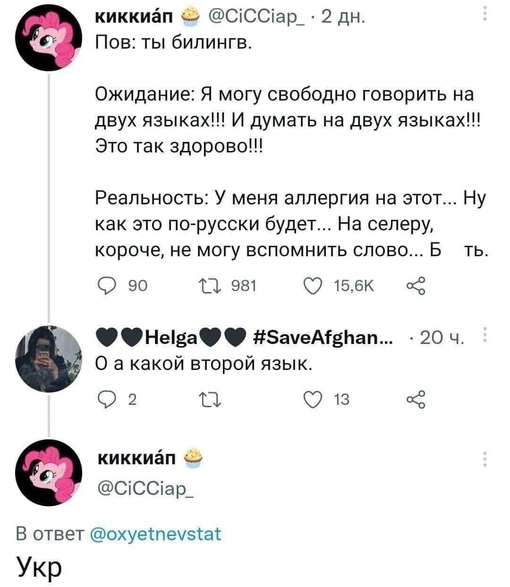 киккиáп 🧁 @CiCCiap_ · 2 дн.
Пов: ты билингв.
Ожидание: Я могу свободно говорить на
двух языках!!! И думать на двух языках!!!
Это так здорово!!!
Реальность: У меня аллергия на этот... Ну
как это по-русски будет... На селеру,
короче, не могу вспомнить слово... Б ть.
90 981 15,6К
🖤🖤Helga🖤🖤 #SaveAfghan... · 20 ч.
О а какой второй язык.
2 13
киккиáп 🧁
@CiCCiap_
В ответ @oxyetnevstat
Укр